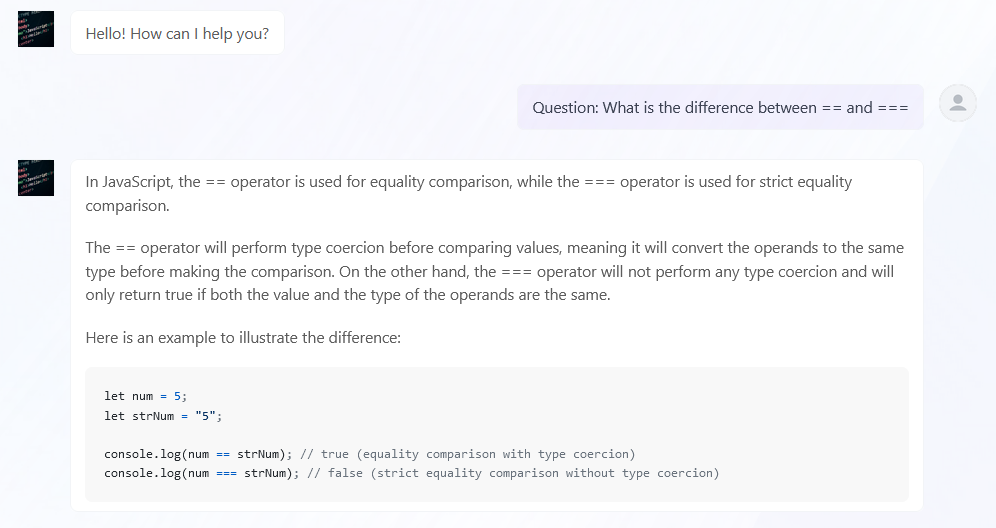 Hello! How can I help you?
Question: What is the difference between == and ===
In JavaScript, the == operator is used for equality comparison, while the === operator is used for strict equality
comparison.
The == operator will perform type coercion before comparing values, meaning it will convert the operands to the same
type before making the comparison. On the other hand, the === operator will not perform any type coercion and will
only return true if both the value and the type of the operands are the same.
Here is an example to illustrate the difference:
let num = 5;
let strNum = "5";
console.log(num == strNum); // true (equality comparison with type coercion)
console.log(num === strNum); // false (strict equality comparison without type coercion)